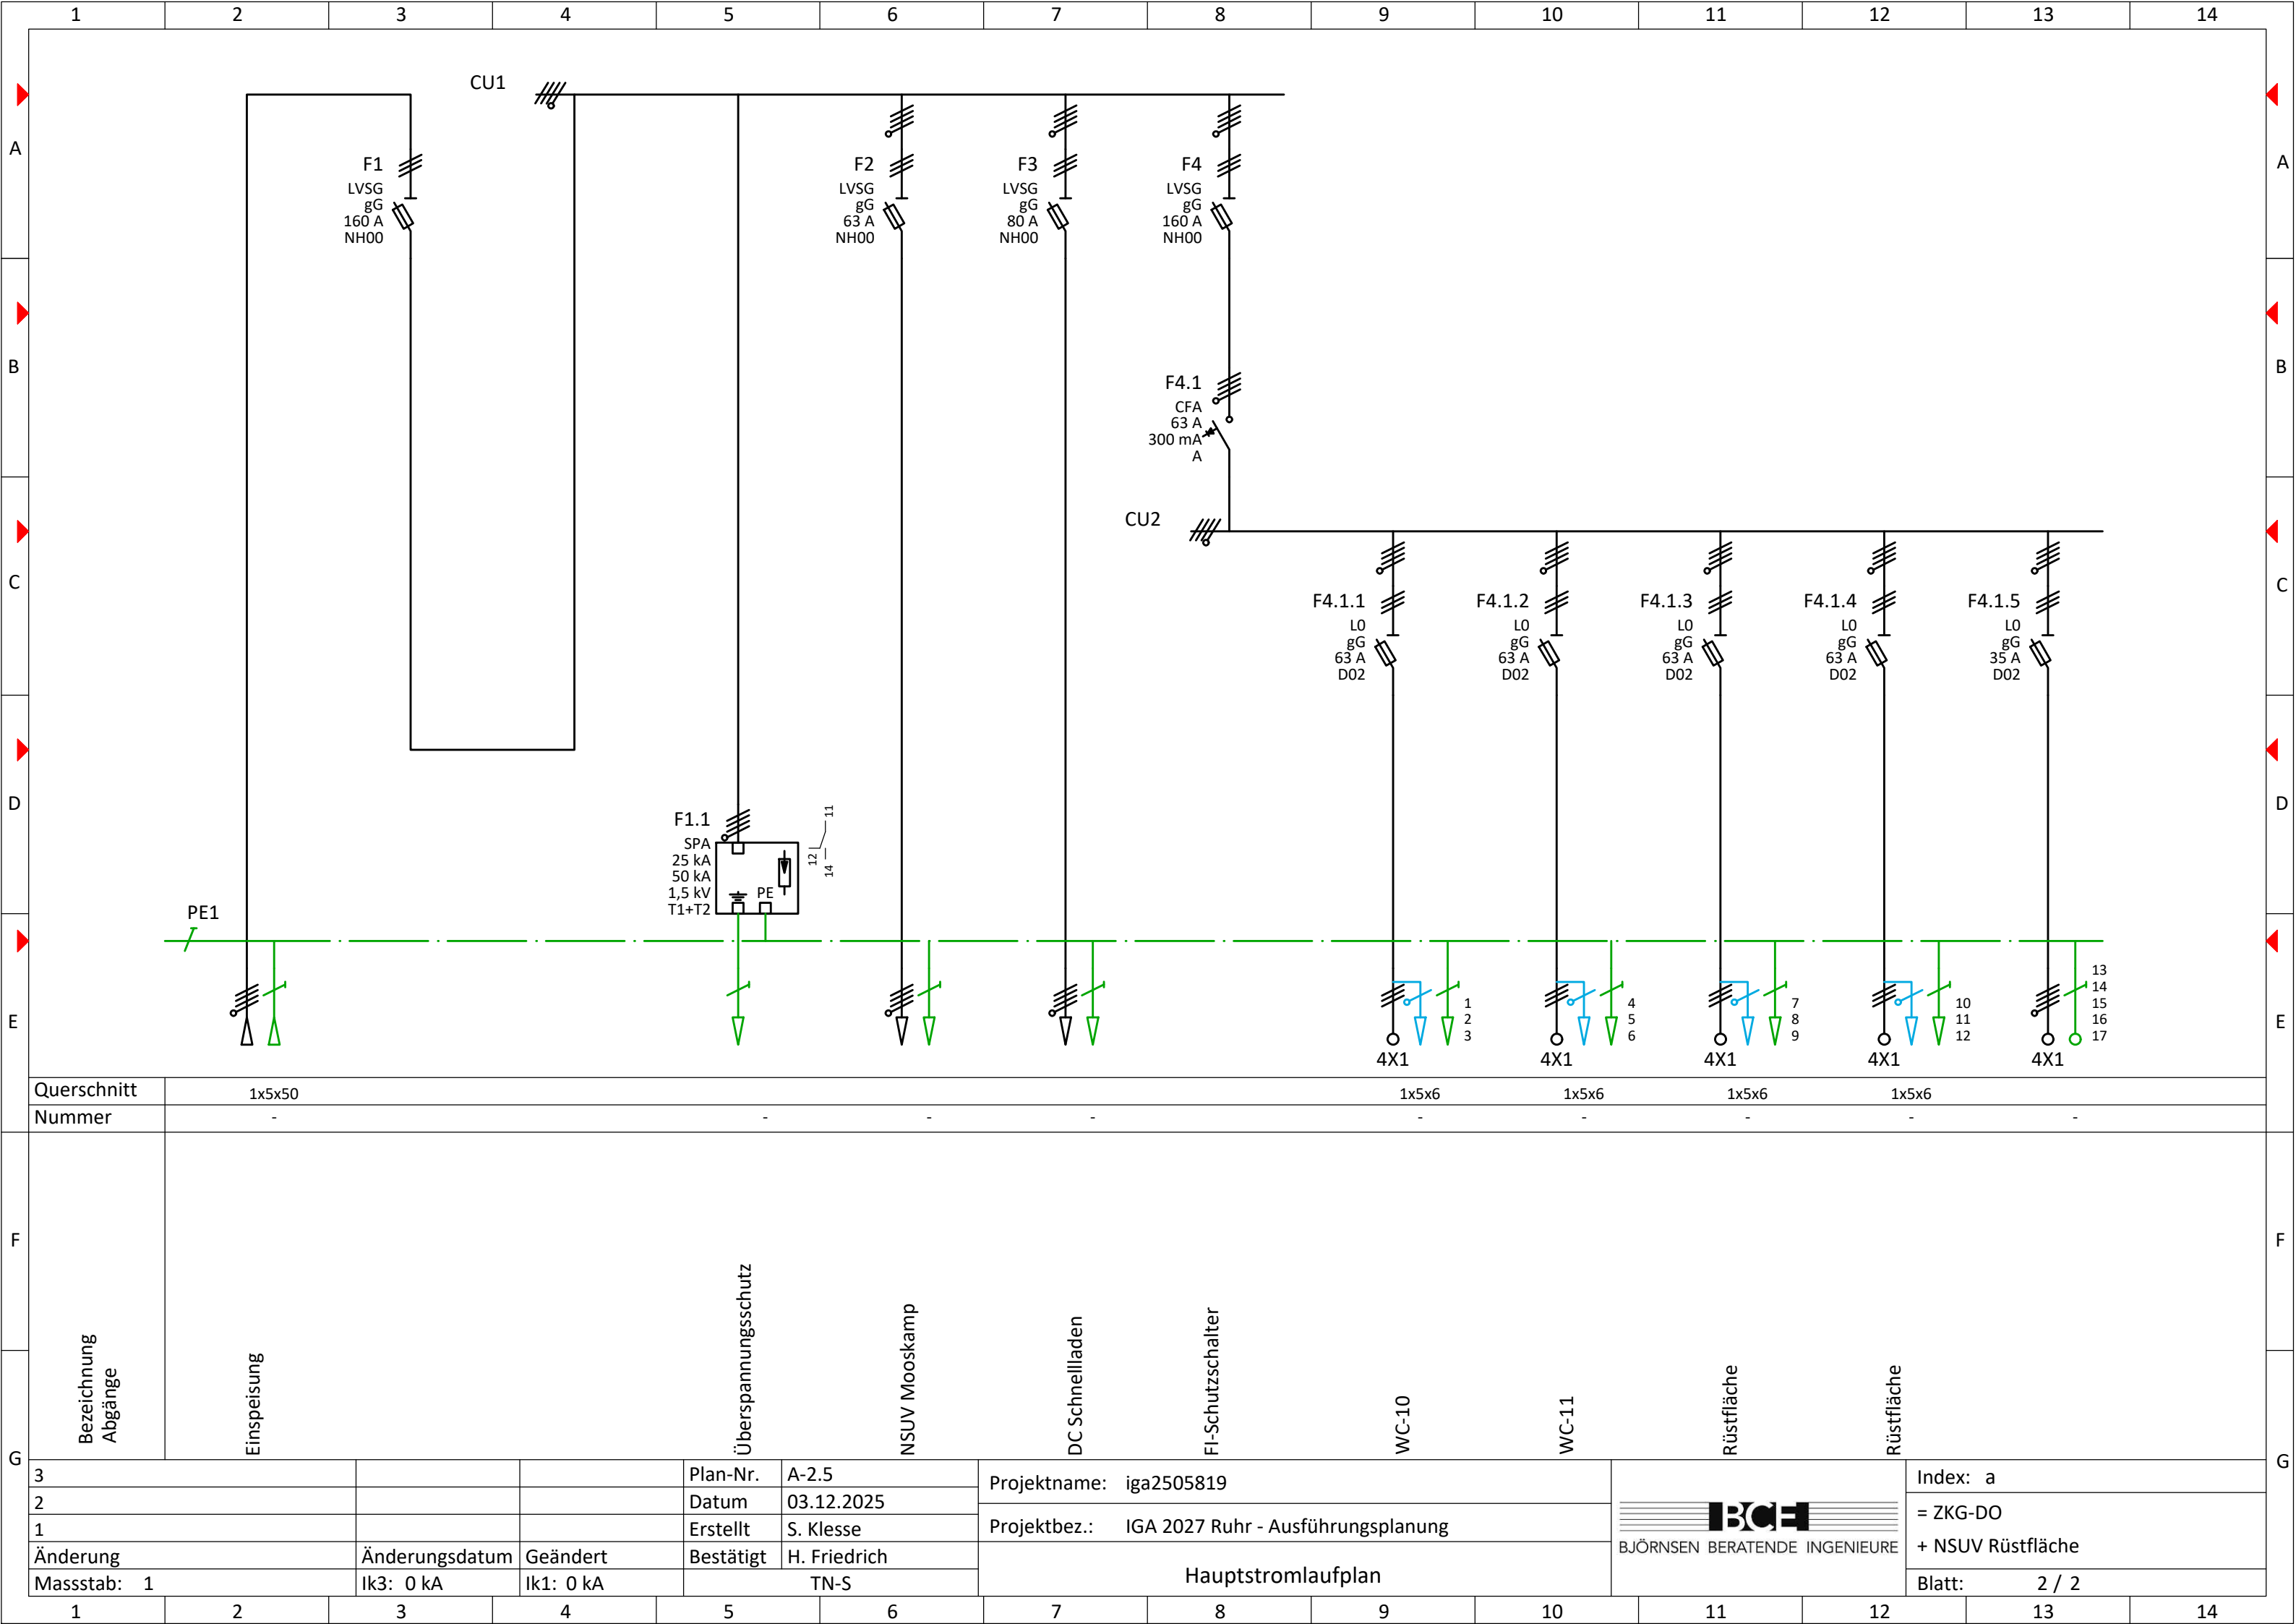 1 2 3 4 5 6 7 8 9 10 11 12 13 14
CU1
A A
F1 F2 F3 F4
LVSG LVSG LVSG LVSG
gG gG gG gG
160 A 63 A 80 A 160 A
NH00 NH00 NH00 NH00
B B
F4.1
CFA
63 A
300 mA
A
CU2
C C
F4.1.1 F4.1.2 F4.1.3 F4.1.4 F4.1.5
L0 L0 L0 L0 L0
gG gG gG gG gG
63 A 63 A 63 A 63 A 35 A
D02 D02 D02 D02 D02
D D
F1.1
SPA
25 kA
50 kA
1,5 kV
T1+T2
PE
11
12
14
PE1
E E
1 4 7 10 13
2 5 8 11 14
3 6 9 12 15
16
17
4X1 4X1 4X1 4X1 4X1
Querschnitt 1x5x50 1x5x6 1x5x6 1x5x6 1x5x6
Nummer - - - - - - - - -
F F
Bezeichnung
Abgänge
Einspeisung
Überspannungsschutz
NSUV Mooskamp
DC Schnellladen
FI-Schutzschalter
WC-10
WC-11
Rüstfläche
Rüstfläche
G G
3 Plan-Nr. A-2.5
2 Datum 03.12.2025
1 Erstellt S. Klesse
Änderung Änderungsdatum Geändert Bestätigt H. Friedrich
Massstab: 1 Ik3: 0 kA Ik1: 0 kA TN-S
Projektname: iga2505819
Projektbez.: IGA 2027 Ruhr - Ausführungsplanung
Hauptstromlaufplan
BCE
BJÖRNSEN BERATENDE INGENIEURE
Index: a
= ZKG-DO
+ NSUV Rüstfläche
Blatt: 2 / 2
1 2 3 4 5 6 7 8 9 10 11 12 13 14